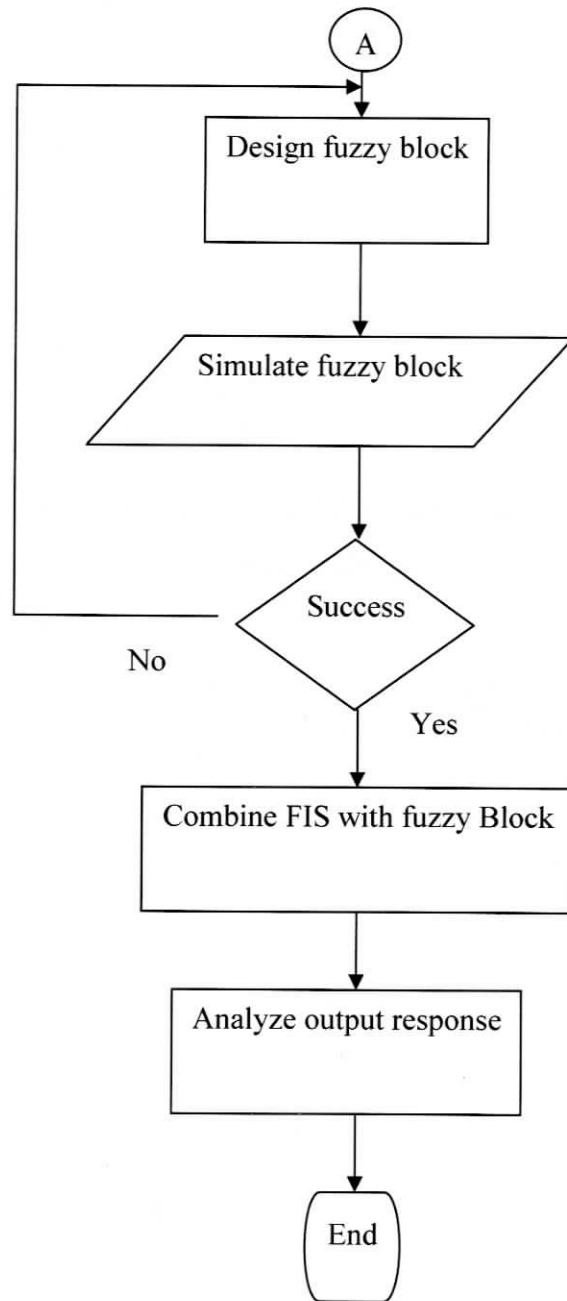 A
Design fuzzy block
Simulate fuzzy block
Success
No
Yes
Combine FIS with fuzzy Block
Analyze output response
End